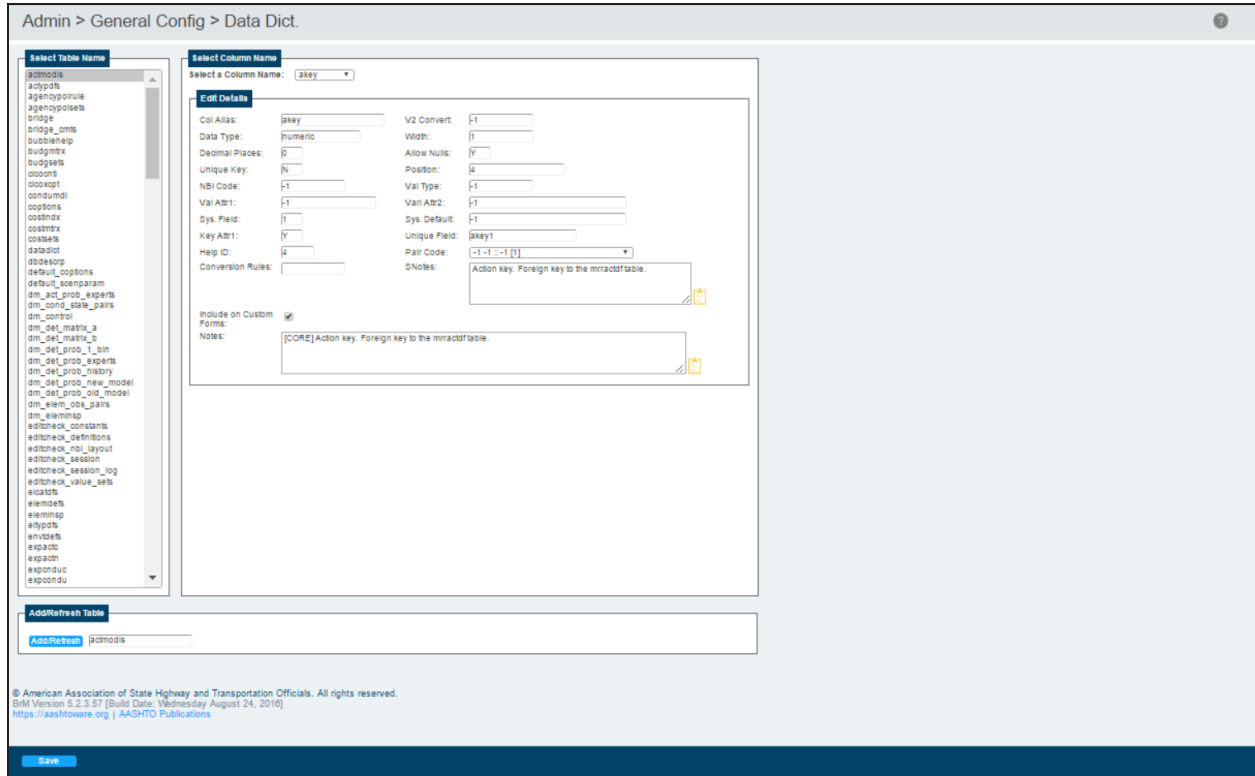 Admin > General Config > Data Dict.
?
Select Table Name
actmodls
actypdfs
agencypolrule
agencypolsets
bridge
bridge_cmts
bubblehelp
budgmtrx
budgsets
cicocntl
cicoxcpt
condumdl
coptions
costindx
costmtrx
costsets
datadict
dbdescrp
default_coptions
default_scenparam
dm_act_prob_experts
dm_cond_state_pairs
dm_control
dm_det_matrix_a
dm_det_matrix_b
dm_det_prob_1_bin
dm_det_prob_experts
dm_det_prob_history
dm_det_prob_new_model
dm_det_prob_old_model
dm_elem_obs_pairs
dm_eleminsp
editcheck_constants
editcheck_definitions
editcheck_nbi_layout
editcheck_session
editcheck_session_log
editcheck_value_sets
elcatdfs
elemdefs
eleminsp
eltypdfs
envtdefs
expactc
expactn
expcnduc
expcondu
Select Column Name
Select a Column Name: akey
Edit Details
Col Alias: akey V2 Convert: -1
Data Type: numeric Width: 1
Decimal Places: 0 Allow Nulls: Y
Unique Key: N Position: 4
NBI Code: -1 Val Type: -1
Val Attr1: -1 Varl Attr2: -1
Sys. Field: 1 Sys. Default: -1
Key Attr1: Y Unique Field: akey1
Help ID: 4 Pair Code: -1 -1 :: -1 [1]
Conversion Rules: SNotes: Action key. Foreign key to the mrractdf table.
Include on Custom
Forms:
Notes: [CORE] Action key. Foreign key to the mrractdf table.
Add/Refresh Table
Add/Refresh actmodls
© American Association of State Highway and Transportation Officials. All rights reserved.
BrM Version 5.2.3.57 [Build Date: Wednesday August 24, 2016]
https://aashtoware.org | AASHTO Publications
Save